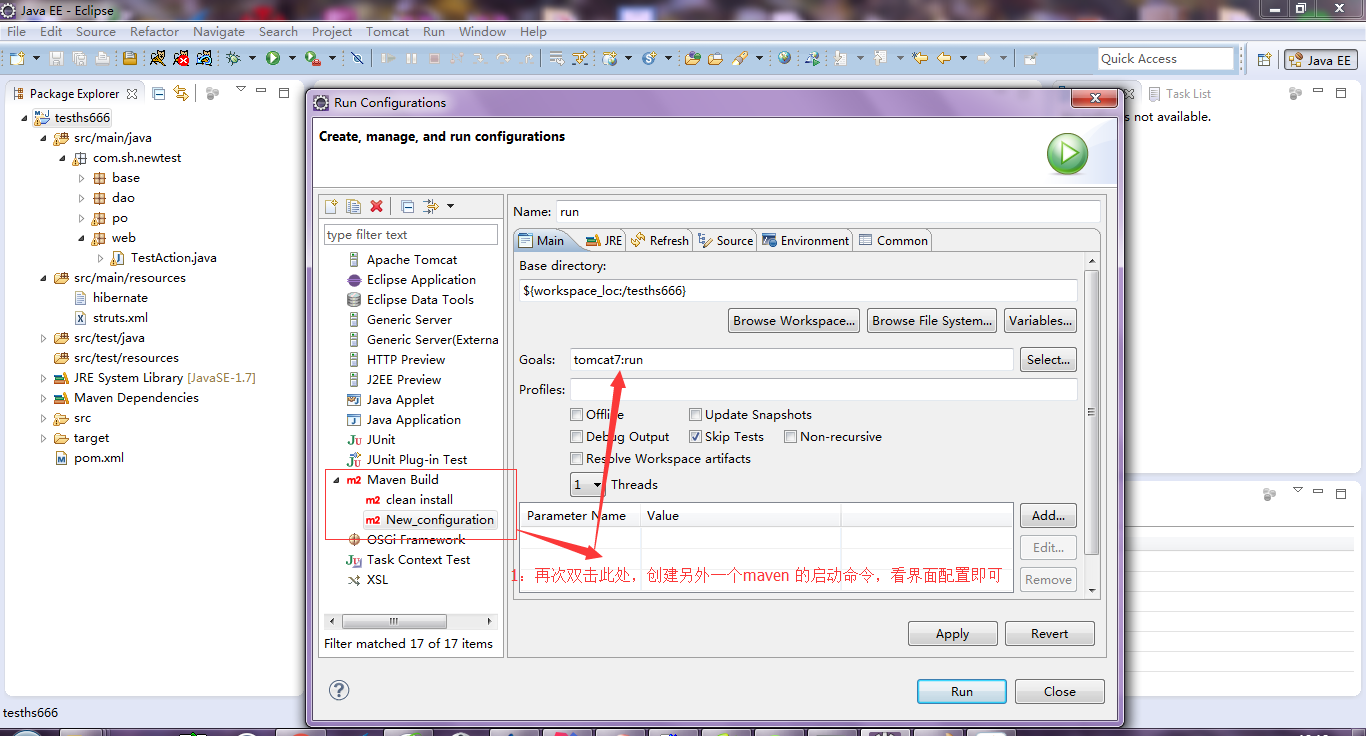 Java EE - Eclipse
File Edit Source Refactor Navigate Search Project Tomcat Run Window Help
Quick Access
Java EE
Package Explorer
tesths666
src/main/java
com.sh.newtest
base
dao
po
web
TestAction.java
src/main/resources
hibernate
struts.xml
src/test/java
src/test/resources
JRE System Library [JavaSE-1.7]
Maven Dependencies
src
target
pom.xml
Task List
s not available.
Run Configurations
Create, manage, and run configurations
type filter text
Apache Tomcat
Eclipse Application
Eclipse Data Tools
Generic Server
Generic Server(Externa
HTTP Preview
J2EE Preview
Java Applet
Java Application
JUnit
JUnit Plug-in Test
Maven Build
clean install
New_configuration
OSGi Framework
Task Context Test
XSL
Filter matched 17 of 17 items
Name: run
Main JRE Refresh Source Environment Common
Base directory:
${workspace_loc:/tesths666}
Browse Workspace... Browse File System... Variables...
Goals: tomcat7:run Select...
Profiles:
Offline Update Snapshots
Debug Output Skip Tests Non-recursive
Resolve Workspace artifacts
1 Threads
Parameter Name Value
Add...
Edit...
Remove
1：再次双击此处，创建另外一个maven 的启动命令，看界面配置即可
Apply Revert
Run Close
tesths666